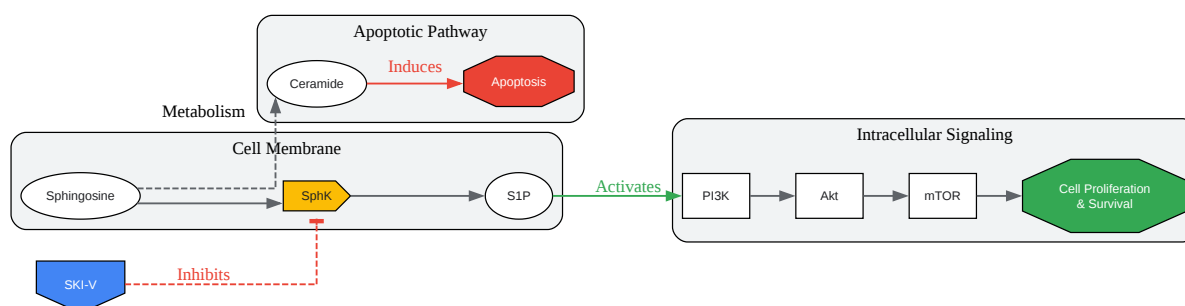 Apoptotic Pathway
Ceramide
Induces
Apoptosis
Metabolism
Cell Membrane
Sphingosine
SphK
S1P
Activates
Intracellular Signaling
PI3K
Akt
mTOR
Cell Proliferation
& Survival
SKI-V
Inhibits